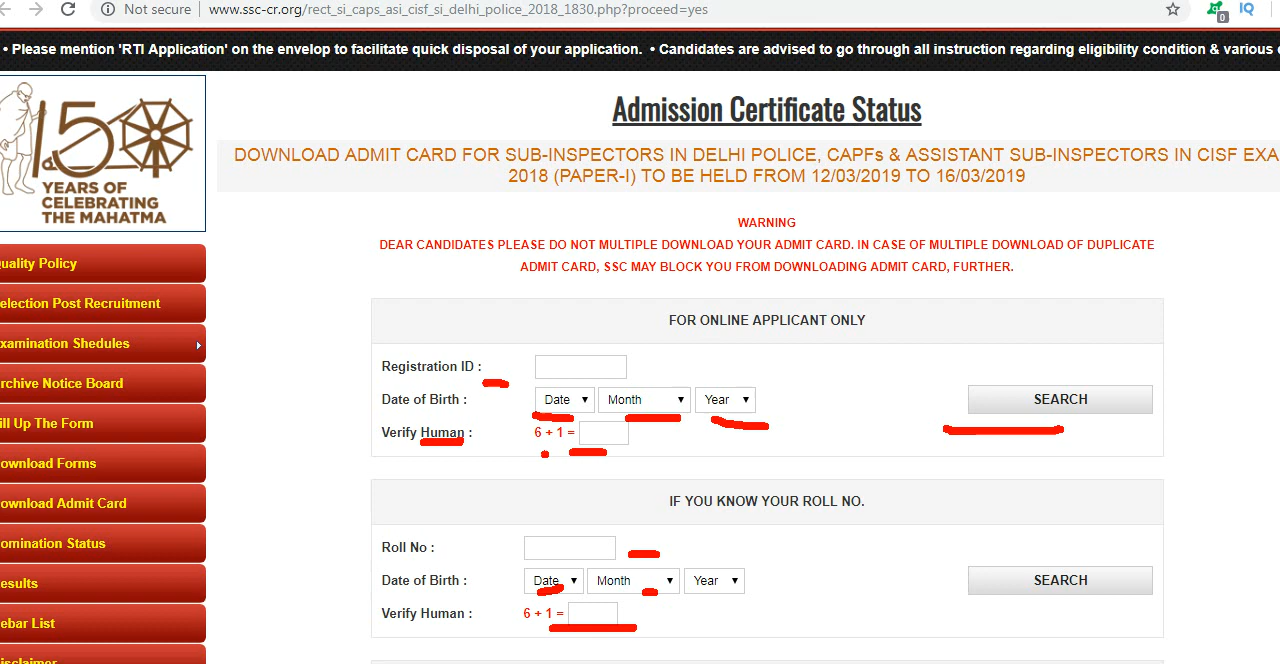 Not secure
www.ssc-cr.org/rect_si_caps_asi_cisf_si_delhi_police_2018_1830.php?proceed=yes
0
IQ
• Please mention 'RTI Application' on the envelop to facilitate quick disposal of your application. • Candidates are advised to go through all instruction regarding eligibility condition & various
150
YEARS OF
CELEBRATING
THE MAHATMA
Admission Certificate Status
DOWNLOAD ADMIT CARD FOR SUB-INSPECTORS IN DELHI POLICE, CAPFs & ASSISTANT SUB-INSPECTORS IN CISF EXA
2018 (PAPER-I) TO BE HELD FROM 12/03/2019 TO 16/03/2019
WARNING
DEAR CANDIDATES PLEASE DO NOT MULTIPLE DOWNLOAD YOUR ADMIT CARD. IN CASE OF MULTIPLE DOWNLOAD OF DUPLICATE
ADMIT CARD, SSC MAY BLOCK YOU FROM DOWNLOADING ADMIT CARD, FURTHER.
uality Policy
election Post Recruitment
xamination Shedules
rchive Notice Board
ill Up The Form
ownload Forms
ownload Admit Card
omination Status
esults
ebar List
isclaimer
FOR ONLINE APPLICANT ONLY
Registration ID :
Date of Birth : Date Month Year SEARCH
Verify Human : 6 + 1 =
IF YOU KNOW YOUR ROLL NO.
Roll No :
Date of Birth : Date Month Year SEARCH
Verify Human : 6 + 1 =